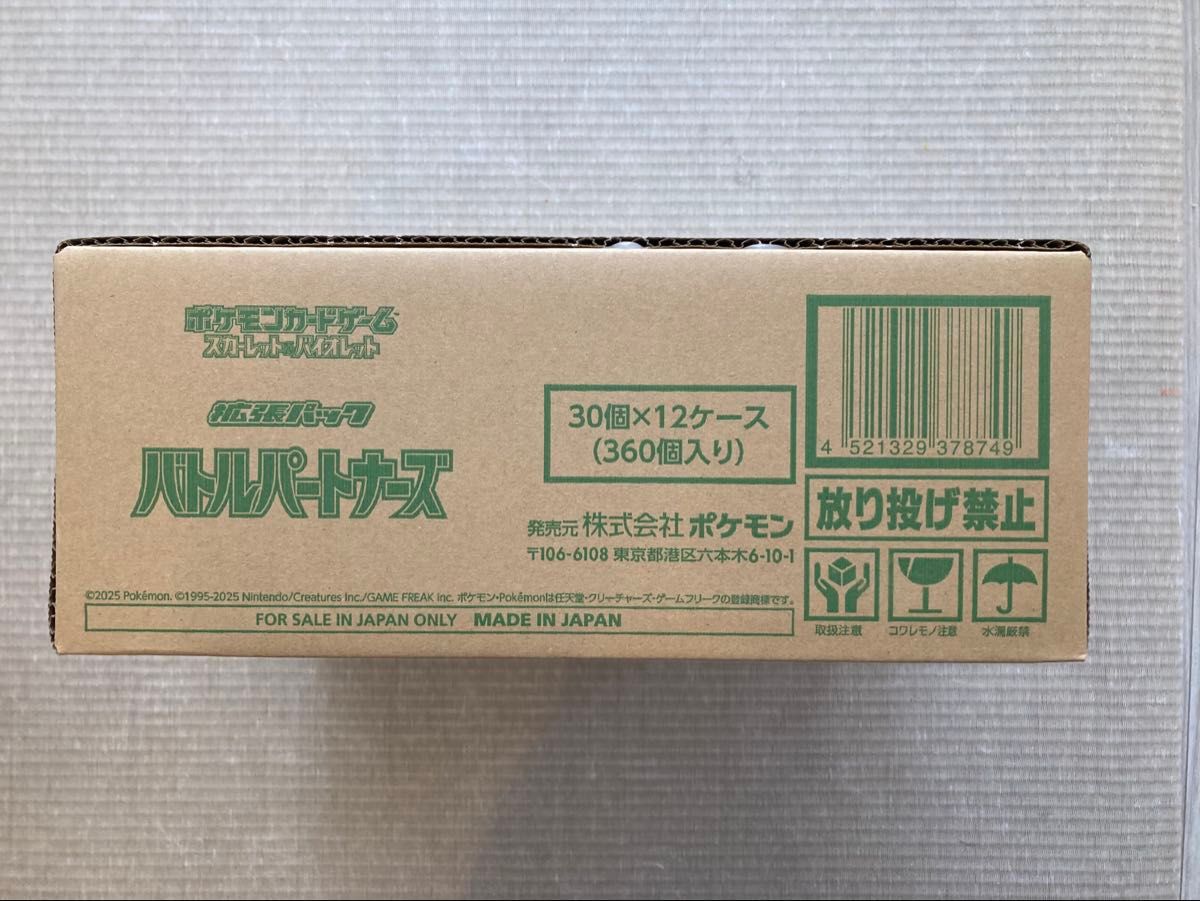 ポケモンカードゲーム
スカーレット&バイオレット
拡張パック
バトルパートナーズ
30個×12ケース
(360個入り)
発売元 株式会社 ポケモン
〒106-6108 東京都港区六本木6-10-1
©2025 Pokémon. ©1995-2025 Nintendo/Creatures Inc./GAME FREAK inc. ポケモン・Pokémonは任天堂・クリーチャーズ・ゲームフリークの登録商標です。
FOR SALE IN JAPAN ONLY MADE IN JAPAN
4 521329 378749
放り投げ禁止
取扱注意 コワレモノ注意 水濡厳禁